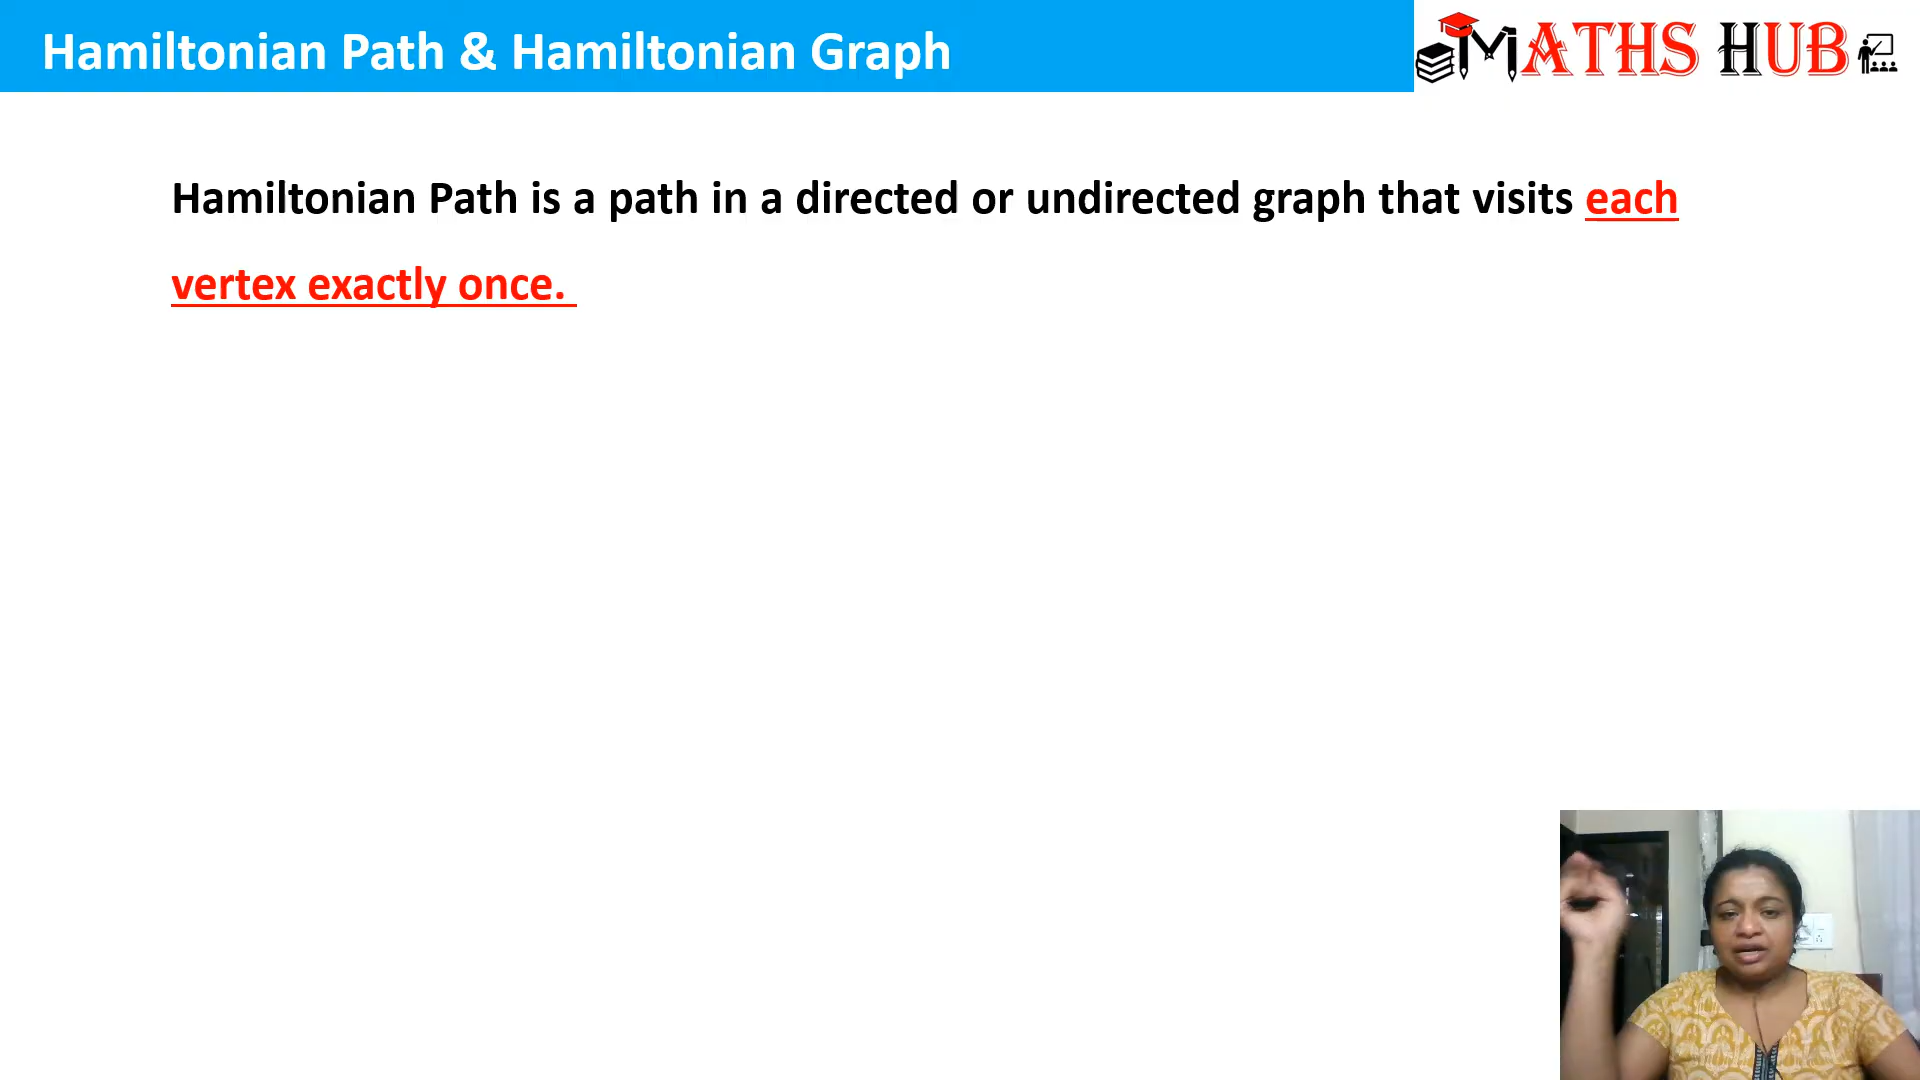 Hamiltonian Path & Hamiltonian Graph
MATHS HUB
Hamiltonian Path is a path in a directed or undirected graph that visits each
vertex exactly once.